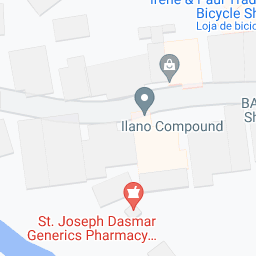 Irene & Paul Trad
Bicycle Sh
Loja de bicic
Ilano Compound
BA
Sh
St. Joseph Dasmar
Generics Pharmacy...